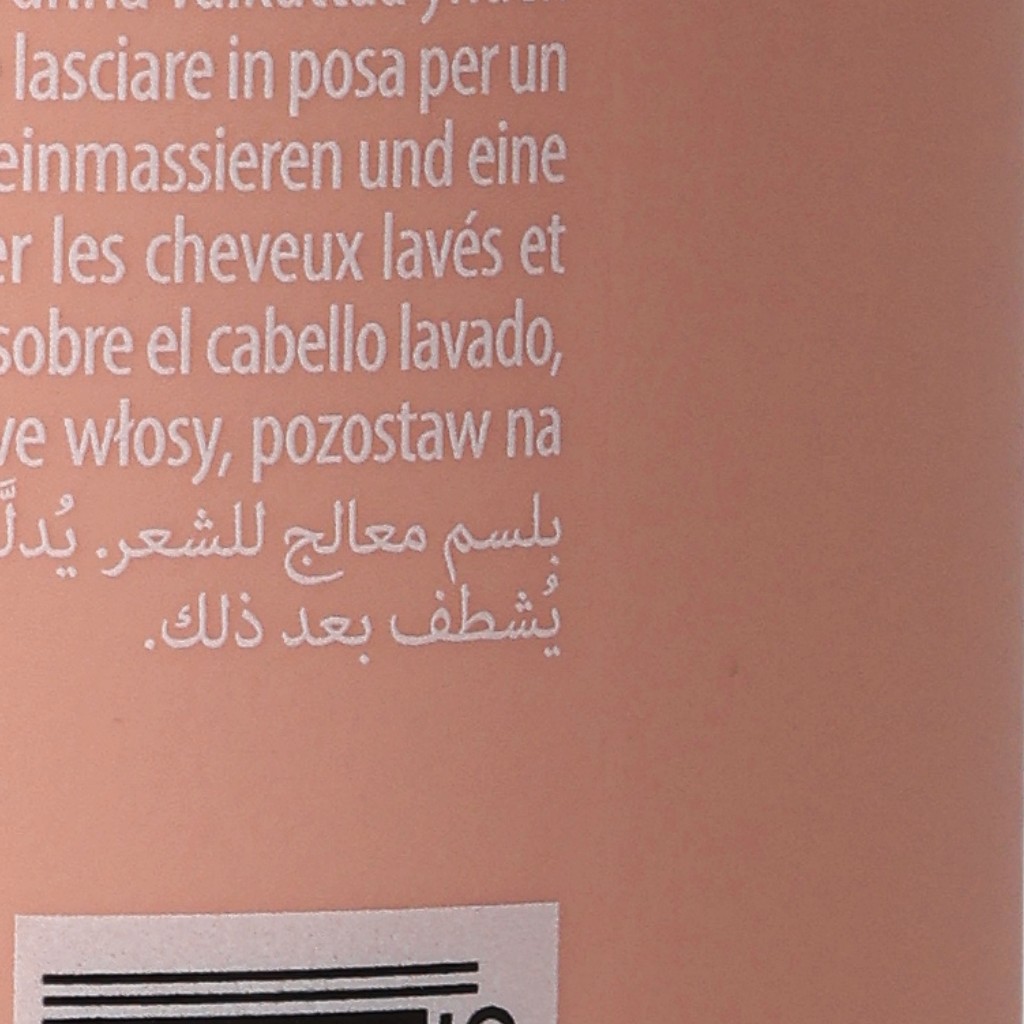 lasciare in posa per un
einmassieren und eine
er les cheveux lavés et
sobre el cabello lavado,
ve włosy, pozostaw na
بلسم معالج للشعر. يُدلَّ
يُشطف بعد ذلك.